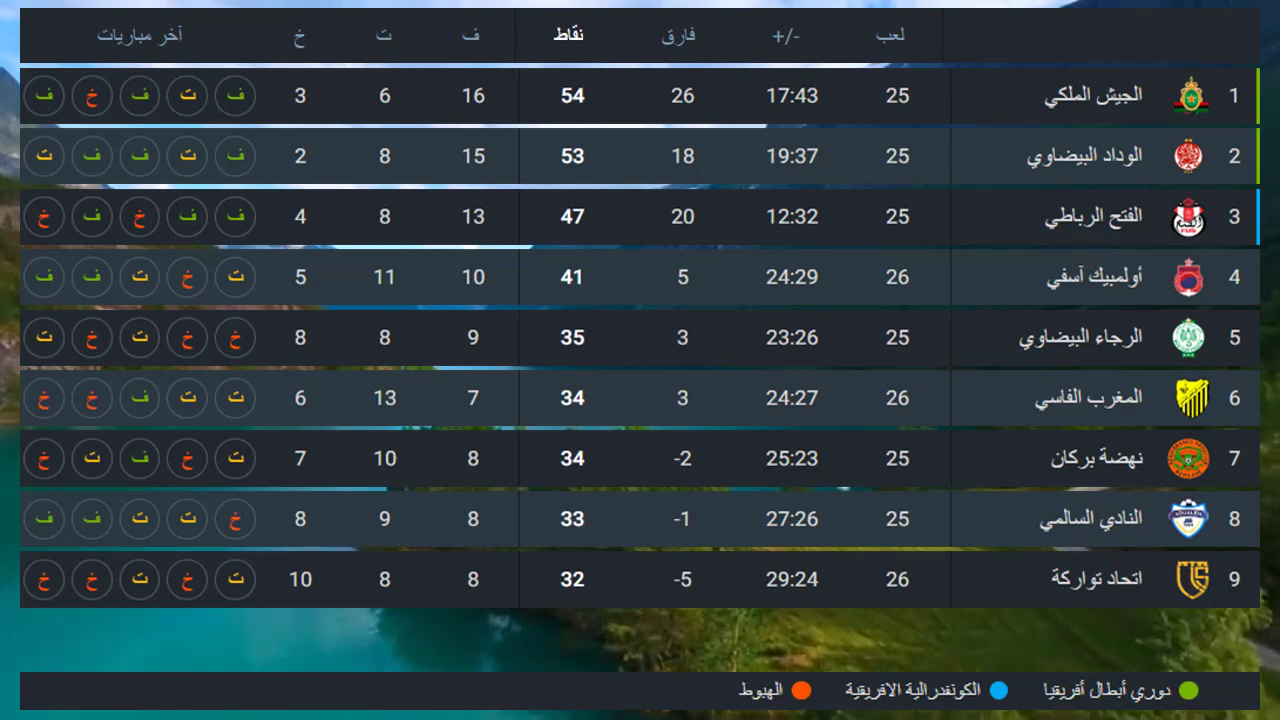 لعب +/- فارق نقاط ف ت خ آخر مباريات
1 الجيش الملكي 25 17:43 26 54 16 6 3 ف ت ف خ ف
2 الوداد البيضاوي 25 19:37 18 53 15 8 2 ف ت ف ف ت
3 الفتح الرباطي 25 12:32 20 47 13 8 4 ف ف خ ف خ
4 أولمبيك آسفي 26 24:29 5 41 10 11 5 ت خ ت ف ف
5 الرجاء البيضاوي 25 23:26 3 35 9 8 8 خ خ ت خ ت
6 المغرب الفاسي 26 24:27 3 34 7 13 6 ت ت ف خ خ
7 نهضة بركان 25 25:23 -2 34 8 10 7 ت خ ف ت خ
8 النادي السالمي 25 27:26 -1 33 8 9 8 خ ت ت ف ف
9 اتحاد تواركة 26 29:24 -5 32 8 8 10 ت خ ت خ خ
دوري أبطال أفريقيا الكونفدرالية الافريقية الهبوط